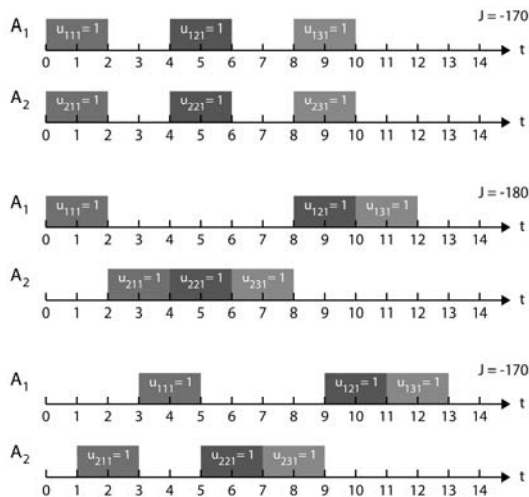 J = -170
A1 u111= 1 u121= 1 u131= 1 t
0 1 2 3 4 5 6 7 8 9 10 11 12 13 14
A2 u211= 1 u221= 1 u231= 1 t
0 1 2 3 4 5 6 7 8 9 10 11 12 13 14
J = -180
A1 u111= 1 u121= 1 u131= 1 t
0 1 2 3 4 5 6 7 8 9 10 11 12 13 14
A2 u211= 1 u221= 1 u231= 1 t
0 1 2 3 4 5 6 7 8 9 10 11 12 13 14
J = -170
A1 u111= 1 u121= 1 u131= 1 t
0 1 2 3 4 5 6 7 8 9 10 11 12 13 14
A2 u211= 1 u221= 1 u231= 1 t
0 1 2 3 4 5 6 7 8 9 10 11 12 13 14